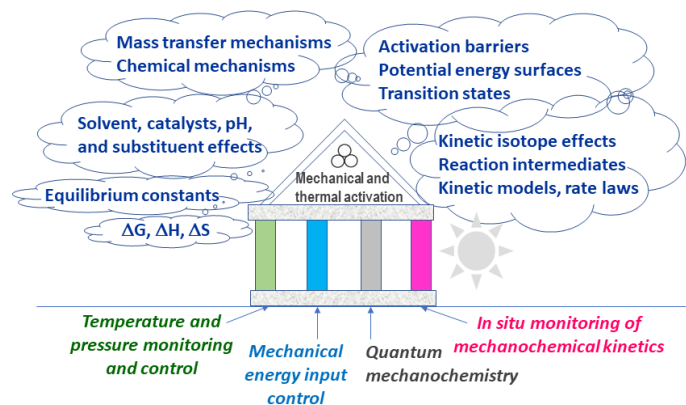 Mass transfer mechanisms
Chemical mechanisms
Activation barriers
Potential energy surfaces
Transition states
Solvent, catalysts, pH,
and substituent effects
Kinetic isotope effects
Reaction intermediates
Kinetic models, rate laws
Mechanical and
thermal activation
Equilibrium constants
ΔG, ΔH, ΔS
Temperature and
pressure monitoring
and control
Mechanical
energy input
control
Quantum
mechanochemistry
In situ monitoring of
mechanochemical kinetics